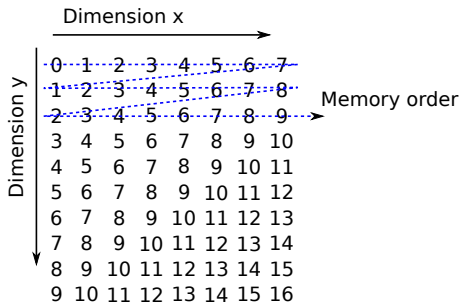 Dimension x
Dimension y
0 1 2 3 4 5 6 7
1 2 3 4 5 6 7 8
2 3 4 5 6 7 8 9
Memory order
3 4 5 6 7 8 9 10
4 5 6 7 8 9 10 11
5 6 7 8 9 10 11 12
6 7 8 9 10 11 12 13
7 8 9 10 11 12 13 14
8 9 10 11 12 13 14 15
9 10 11 12 13 14 15 16